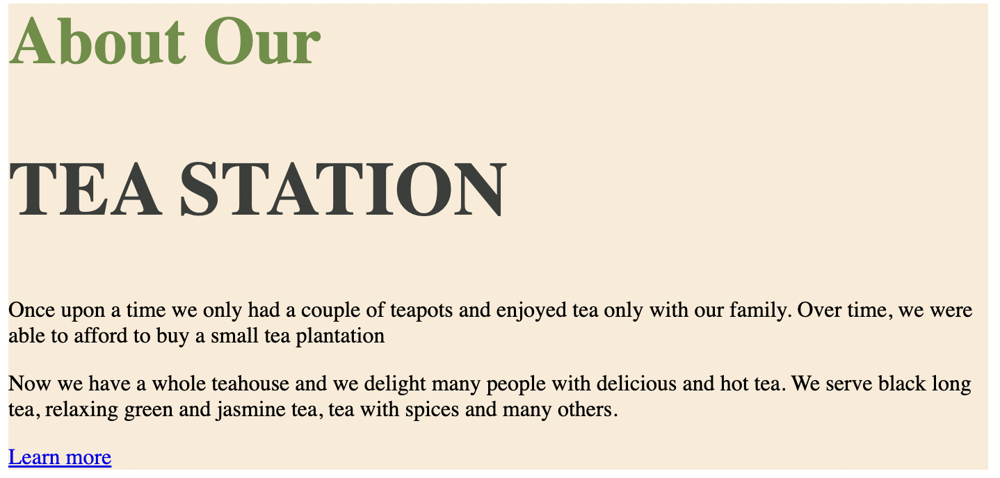 About Our
TEA STATION
Once upon a time we only had a couple of teapots and enjoyed tea only with our family. Over time, we were
able to afford to buy a small tea plantation
Now we have a whole teahouse and we delight many people with delicious and hot tea. We serve black long
tea, relaxing green and jasmine tea, tea with spices and many others.
Learn more